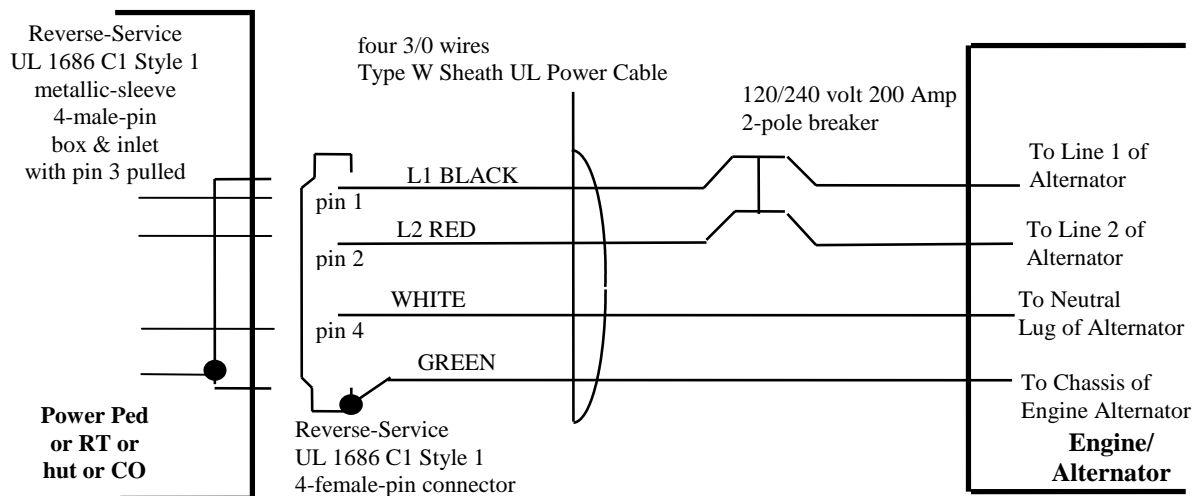 Reverse-Service
UL 1686 C1 Style 1
metallic-sleeve
4-male-pin
box & inlet
with pin 3 pulled
four 3/0 wires
Type W Sheath UL Power Cable
120/240 volt 200 Amp
2-pole breaker
L1 BLACK
pin 1
To Line 1 of
Alternator
L2 RED
pin 2
To Line 2 of
Alternator
WHITE
pin 4
To Neutral
Lug of Alternator
GREEN
To Chassis of
Engine Alternator
Power Ped
or RT or
hut or CO
Reverse-Service
UL 1686 C1 Style 1
4-female-pin connector
Engine/
Alternator